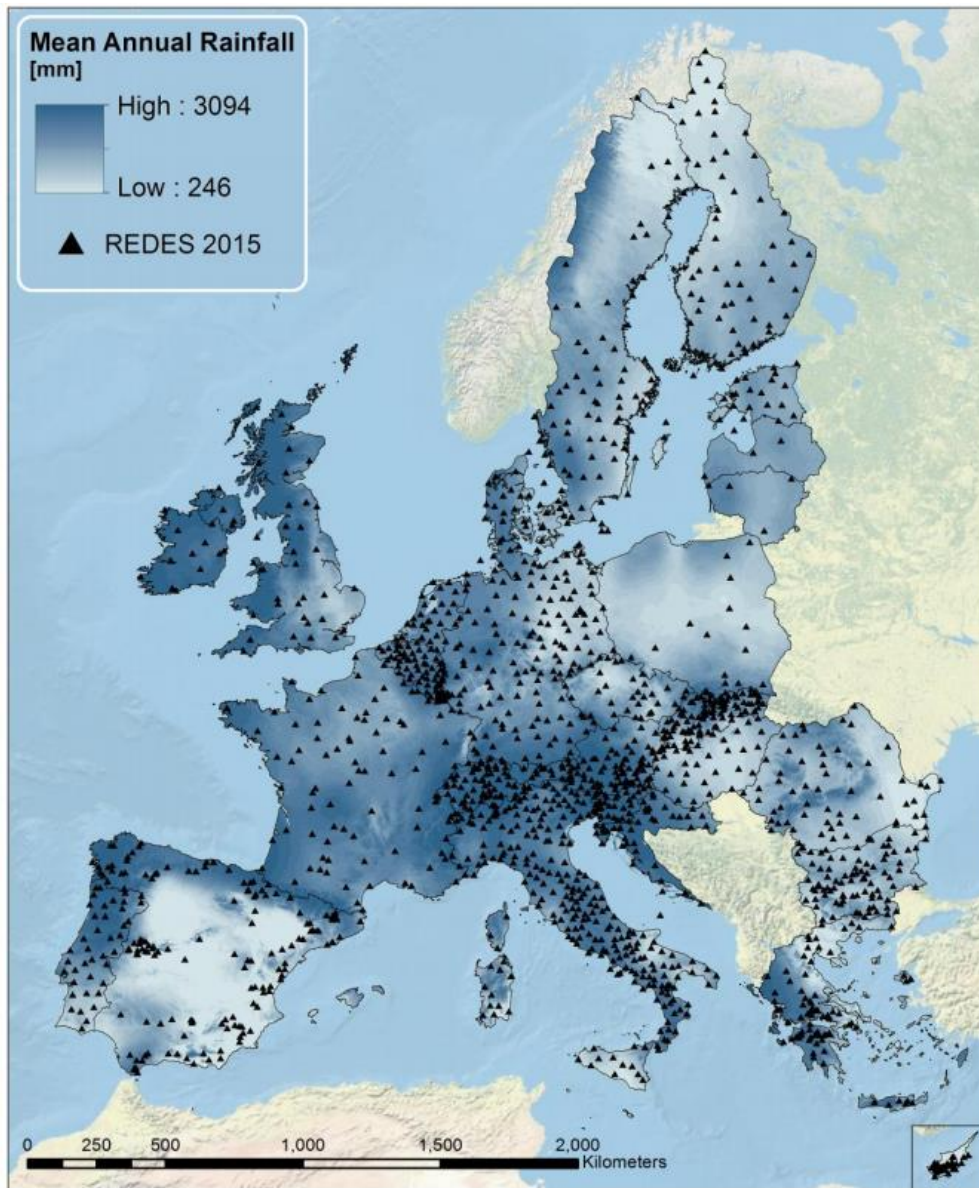 Mean Annual Rainfall
[mm]
High : 3094
Low : 246
REDES 2015
0 250 500 1,000 1,500 2,000
Kilometers